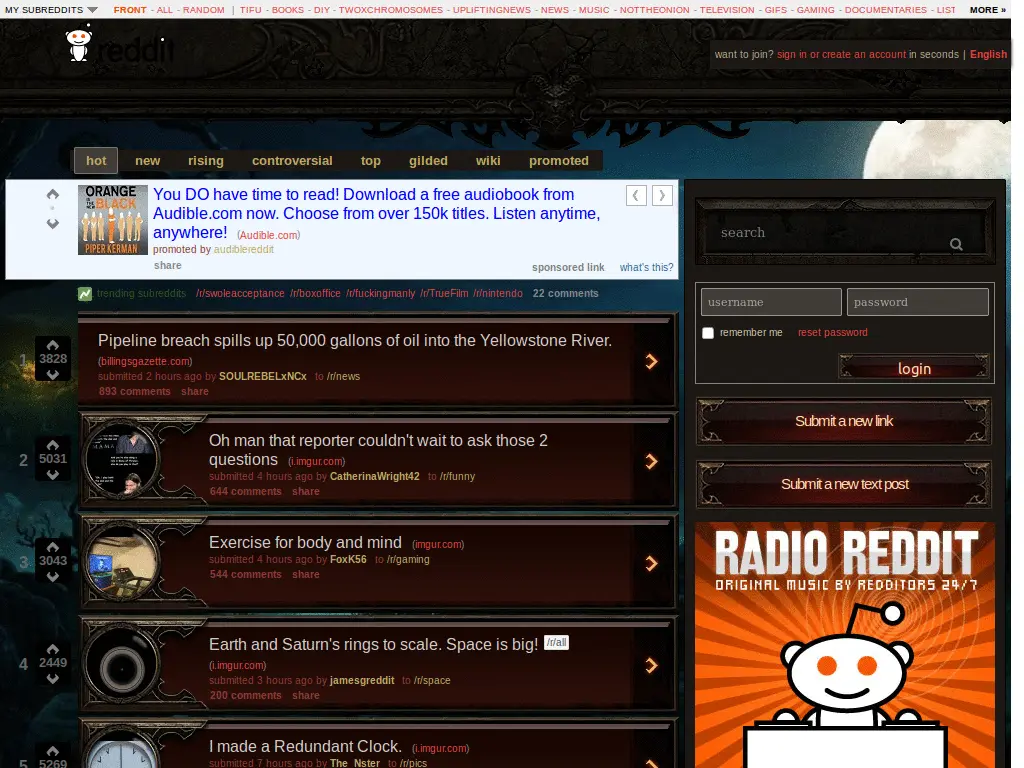 MY SUBREDDITS FRONT - ALL - RANDOM | TIFU - BOOKS - DIY - TWOXCHROMOSOMES - UPLIFTINGNEWS - NEWS - MUSIC - NOTTHEONION - TELEVISION - GIFS - GAMING - DOCUMENTARIES - LIST MORE »
reddit
want to join? sign in or create an account in seconds | English
hot new rising controversial top gilded wiki promoted
ORANGE IS THE NEW BLACK
PIPER KERMAN
You DO have time to read! Download a free audiobook from
Audible.com now. Choose from over 150k titles. Listen anytime,
anywhere! (Audible.com)
promoted by audiblereddit
share
sponsored link what's this?
trending subreddits /r/swoleacceptance /r/boxoffice /r/fuckingmanly /r/TrueFilm /r/nintendo 22 comments
1
3828
Pipeline breach spills up 50,000 gallons of oil into the Yellowstone River.
(billingsgazette.com)
submitted 2 hours ago by SOULREBELxNCx to /r/news
893 comments share
2
5031
Oh man that reporter couldn't wait to ask those 2
questions (i.imgur.com)
submitted 4 hours ago by CatherinaWright42 to /r/funny
644 comments share
3
3043
Exercise for body and mind (imgur.com)
submitted 4 hours ago by FoxK56 to /r/gaming
544 comments share
4
2449
Earth and Saturn's rings to scale. Space is big! /r/all
(i.imgur.com)
submitted 3 hours ago by jamesgreddit to /r/space
200 comments share
5
5269
I made a Redundant Clock. (i.imgur.com)
submitted 7 hours ago by The_Nster to /r/pics
search
username password
remember me reset password
login
Submit a new link
Submit a new text post
RADIO REDDIT
ORIGINAL MUSIC BY REDDITORS 24/7